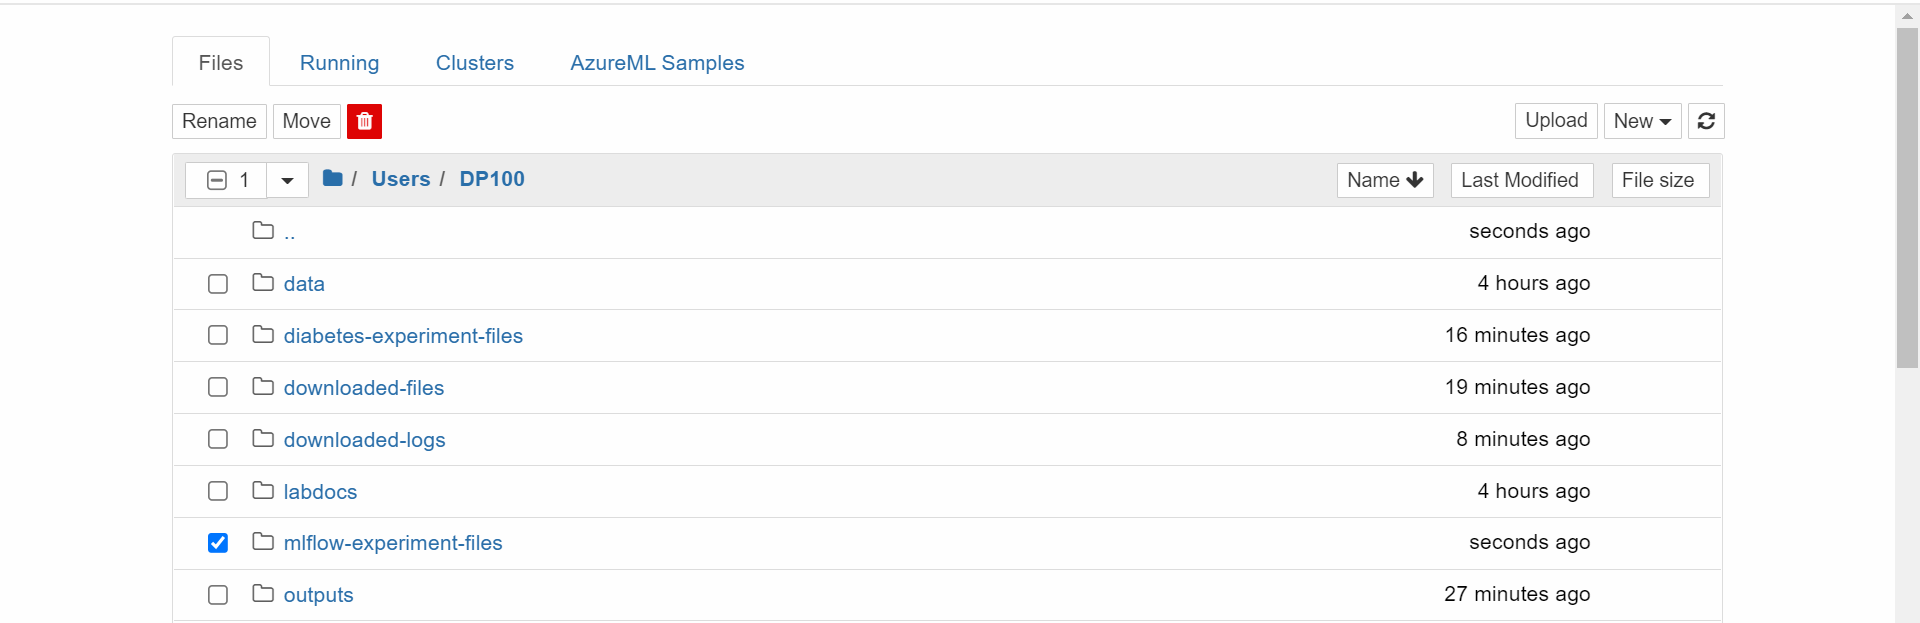 Files Running Clusters AzureML Samples
Rename Move Upload New
1 / Users / DP100 Name Last Modified File size
.. seconds ago
data 4 hours ago
diabetes-experiment-files 16 minutes ago
downloaded-files 19 minutes ago
downloaded-logs 8 minutes ago
labdocs 4 hours ago
mlflow-experiment-files seconds ago
outputs 27 minutes ago